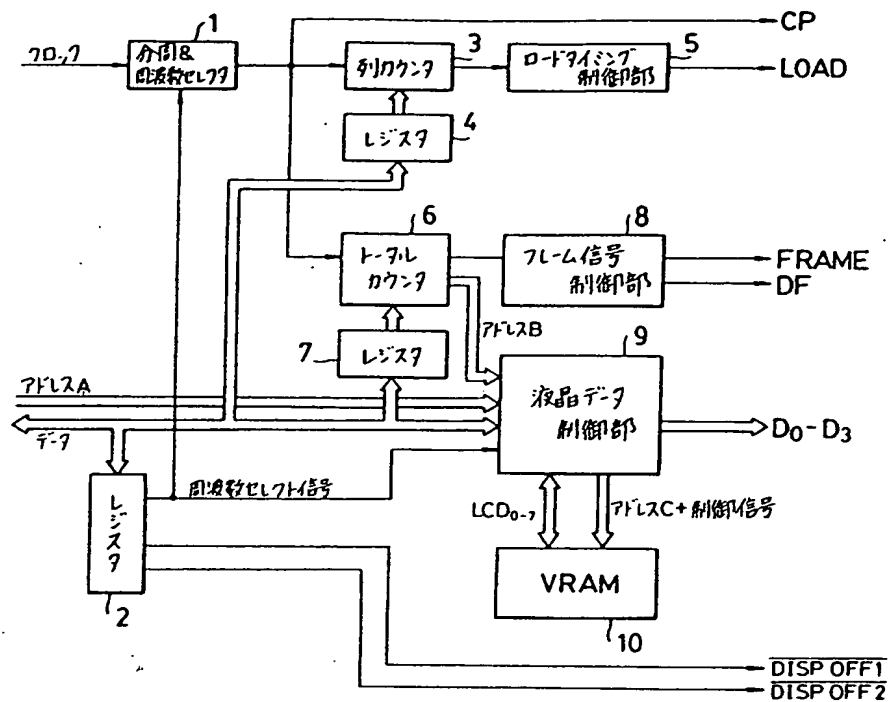 1
クロック
分周&
周波数セレクタ
CP
3
列カウンタ
5
ロードタイミング
制御部
LOAD
4
レジスタ
6
トータル
カウンタ
8
フレーム信号
制御部
FRAME
DF
アドレスB
7
レジスタ
9
液晶データ
制御部
D₀-D₃
アドレスA
データ
周波数セレクト信号
レジスタ
2
LCD₀₋₇
アドレスC+制御信号
VRAM
10
DISP OFF1
DISP OFF2